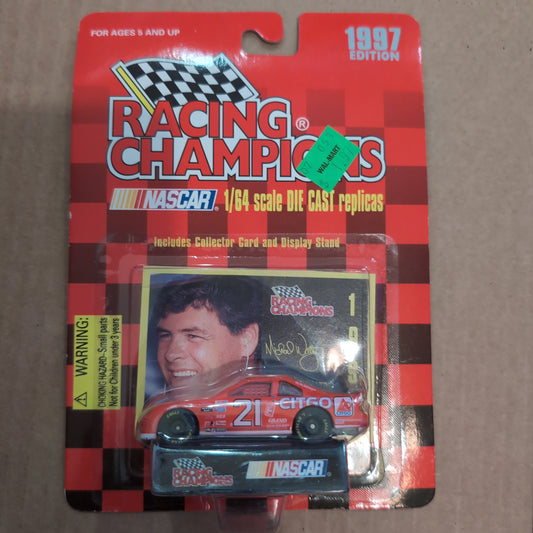 FOR AGES 5 AND UP
1997
EDITION
RACING®
CHAMPIONS
WAL-MART
NASCAR® 1/64 scale DIE CAST replicas
Includes Collector Card and Display Stand
WARNING:
CHOKING HAZARD--Small parts
Not for Children under 3 years
RACING
CHAMPIONS
1
21
CITGO
RACING
CHAMPIONS
NASCAR